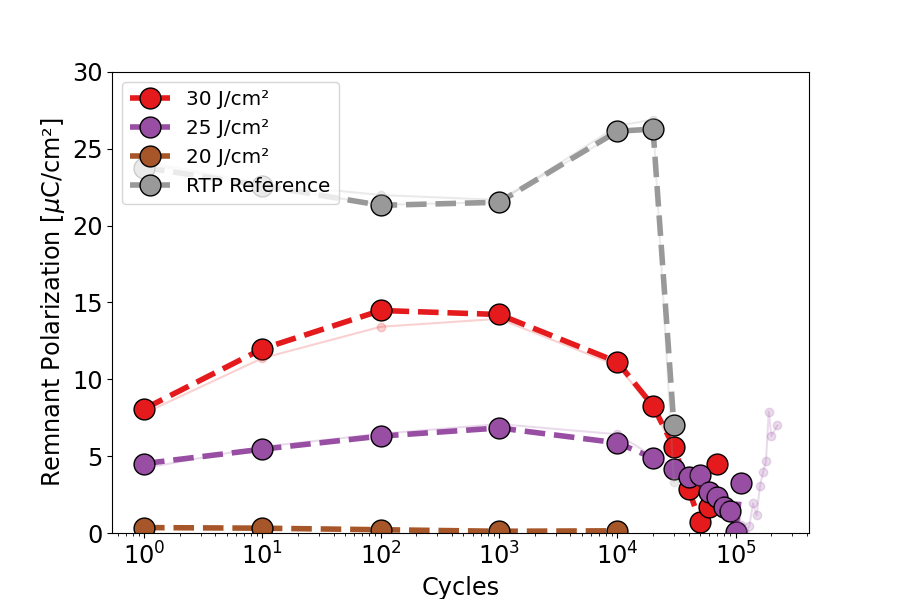 30 J/cm²
25 J/cm²
20 J/cm²
RTP Reference
Remnant Polarization [μC/cm²]
30
25
20
15
10
5
0
10⁰ 10¹ 10² 10³ 10⁴ 10⁵
Cycles